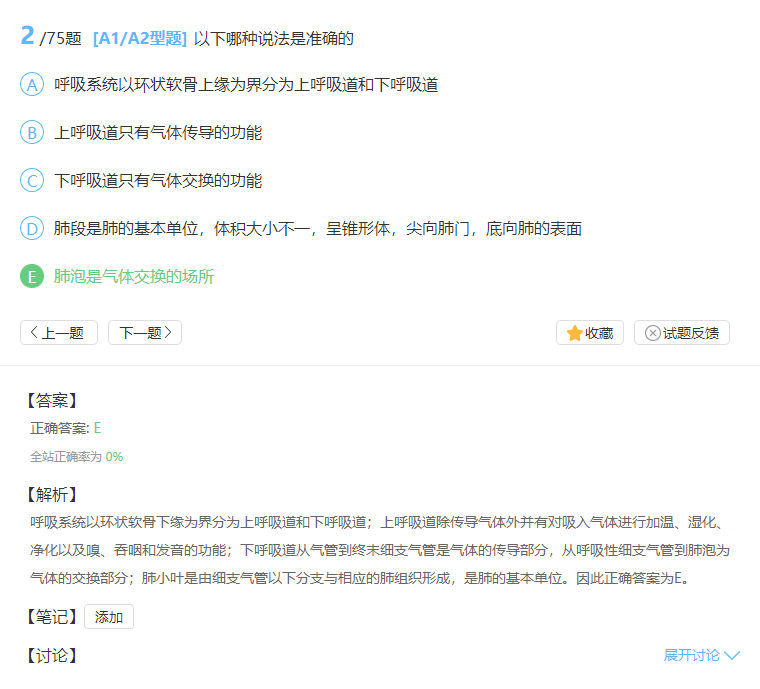 2/75题 [A1/A2型题] 以下哪种说法是准确的
A 呼吸系统以环状软骨上缘为界分为上呼吸道和下呼吸道
B 上呼吸道只有气体传导的功能
C 下呼吸道只有气体交换的功能
D 肺段是肺的基本单位，体积大小不一，呈锥形体，尖向肺门，底向肺的表面
E 肺泡是气体交换的场所
上一题 下一题 收藏 试题反馈
【答案】
正确答案: E
全站正确率为 0%
【解析】
呼吸系统以环状软骨下缘为界分为上呼吸道和下呼吸道；上呼吸道除传导气体外并有对吸入气体进行加温、湿化、
净化以及嗅、吞咽和发音的功能；下呼吸道从气管到终末细支气管是气体的传导部分，从呼吸性细支气管到肺泡为
气体的交换部分；肺小叶是由细支气管以下分支与相应的肺组织形成，是肺的基本单位。因此正确答案为E。
【笔记】 添加
【讨论】 展开讨论